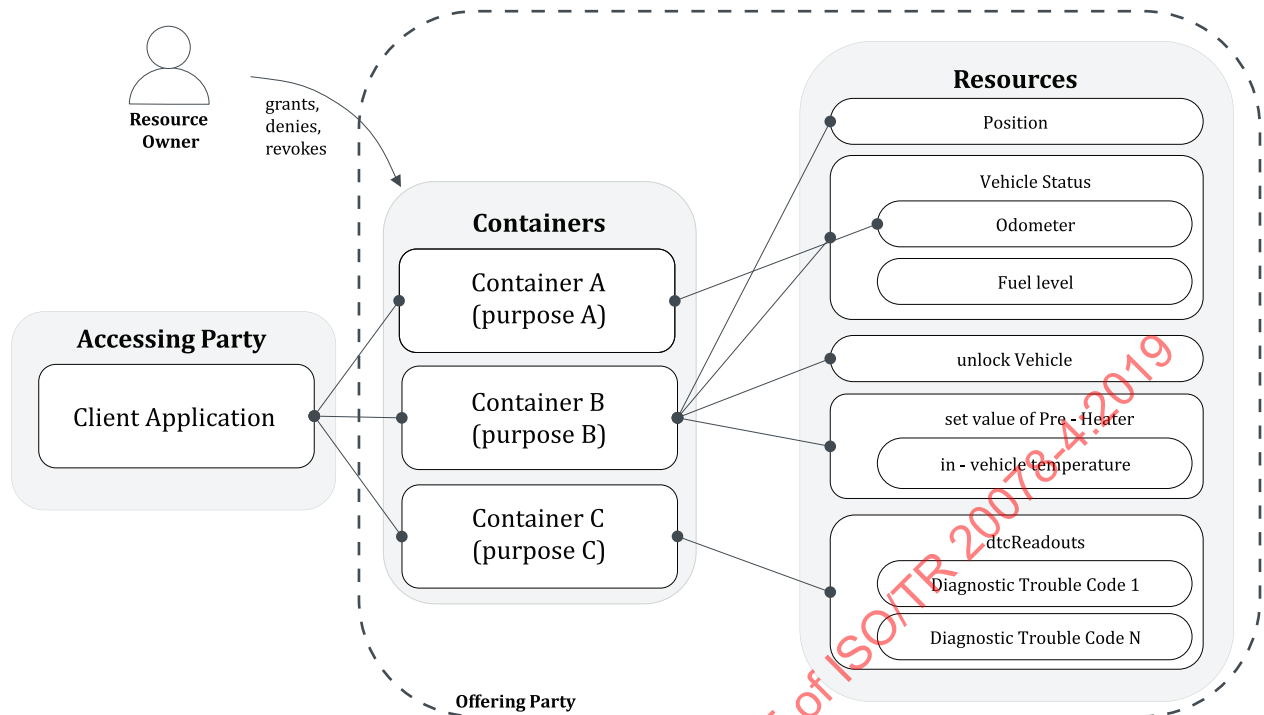 Resource
Owner
grants,
denies,
revokes
Accessing Party
Client Application
Containers
Container A
(purpose A)
Container B
(purpose B)
Container C
(purpose C)
Resources
Position
Vehicle Status
Odometer
Fuel level
unlock Vehicle
set value of Pre - Heater
in - vehicle temperature
dtcReadouts
Diagnostic Trouble Code 1
Diagnostic Trouble Code N
Offering Party
of ISO/TR 20078-4:2019